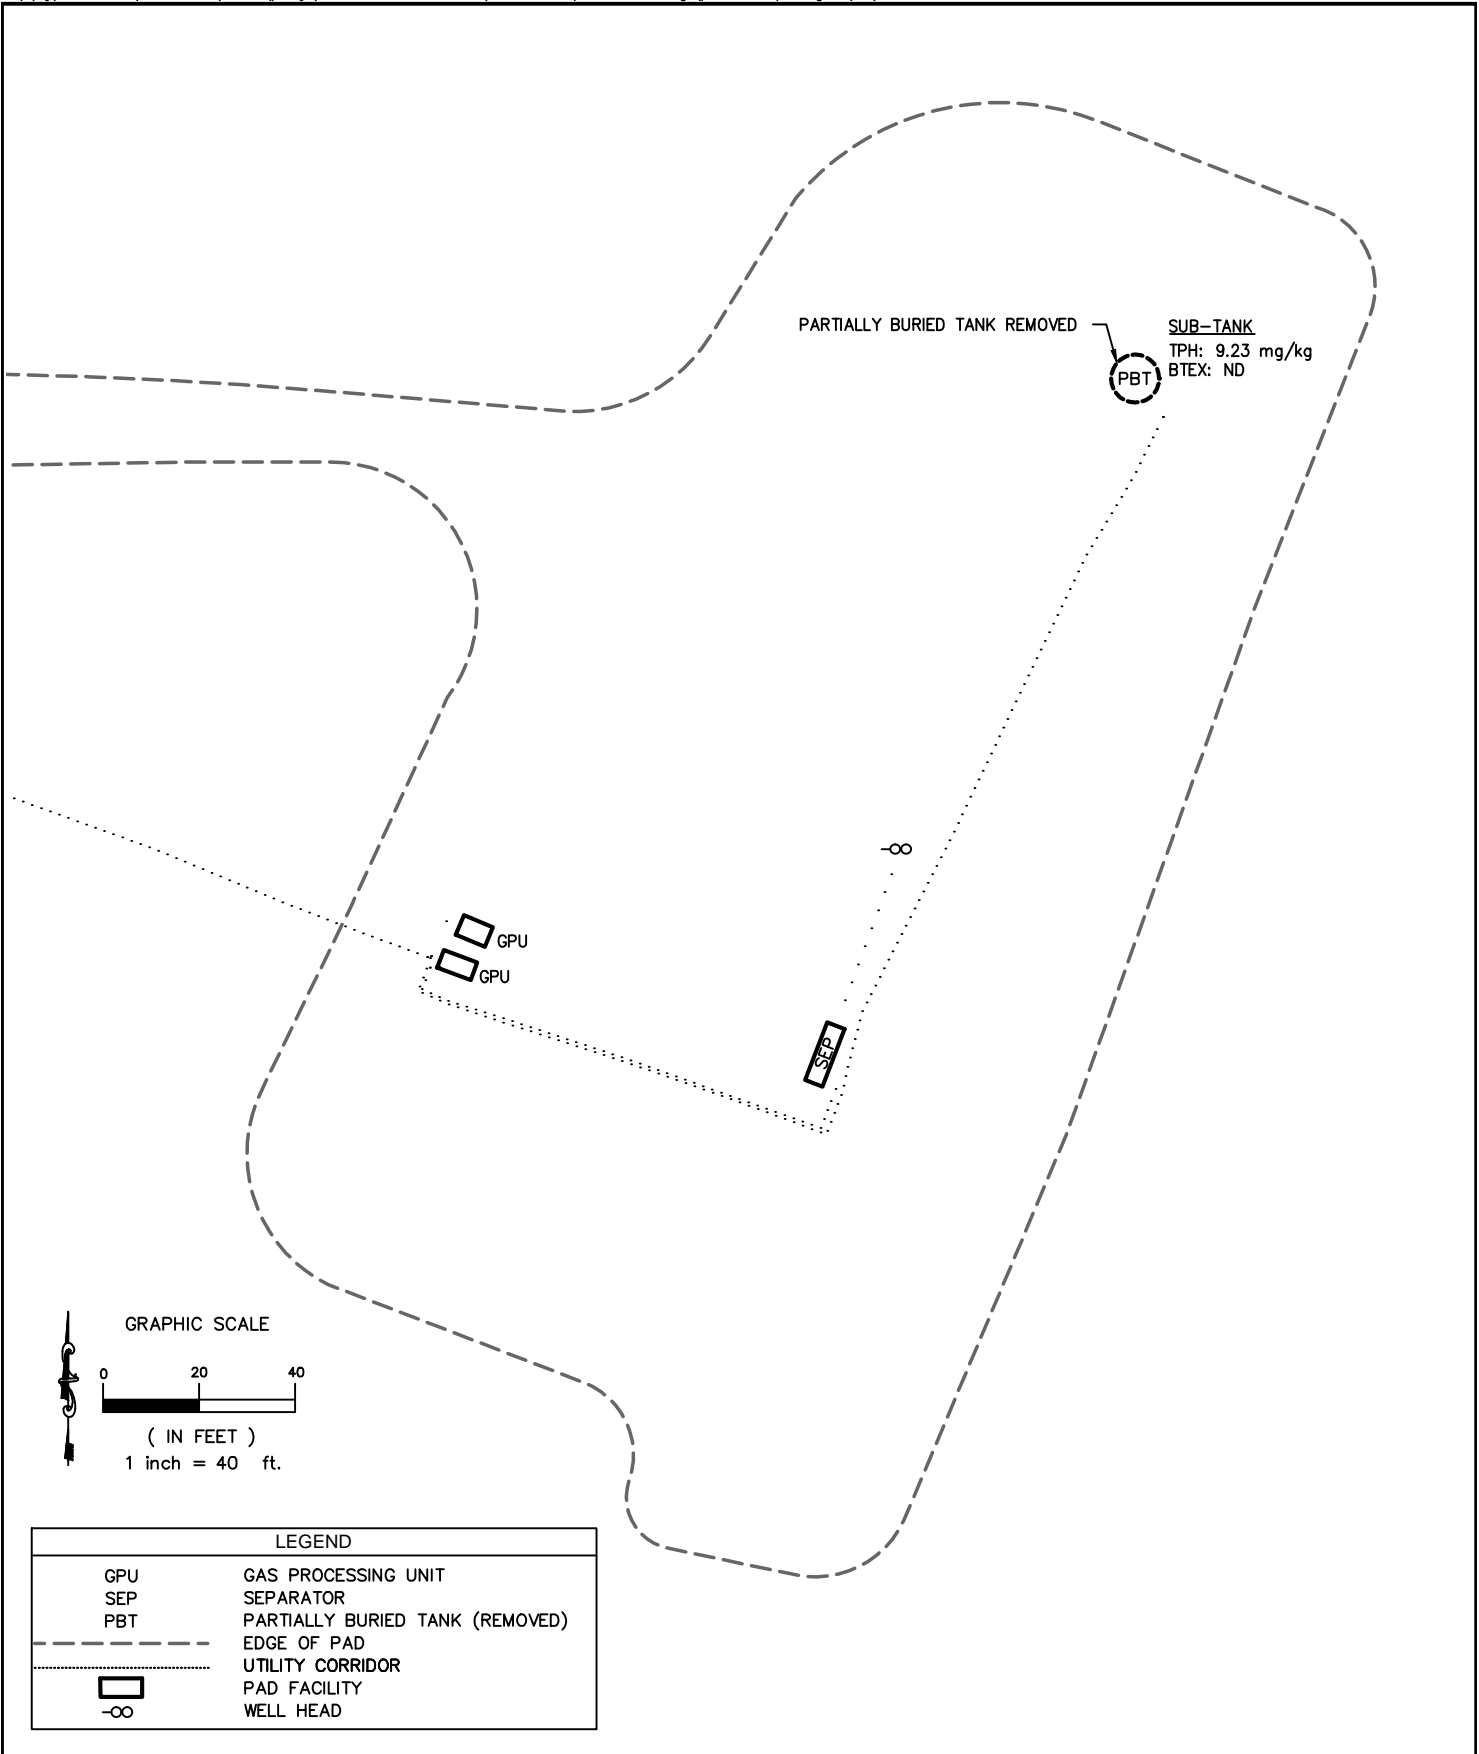 PARTIALLY BURIED TANK REMOVED
SUB-TANK
TPH: 9.23 mg/kg
BTEX: ND
PBT
GPU
GPU
SEP
GRAPHIC SCALE
0 20 40
( IN FEET )
1 inch = 40 ft.
LEGEND
GPU GAS PROCESSING UNIT
SEP SEPARATOR
PBT PARTIALLY BURIED TANK (REMOVED)
EDGE OF PAD
UTILITY CORRIDOR
PAD FACILITY
WELL HEAD